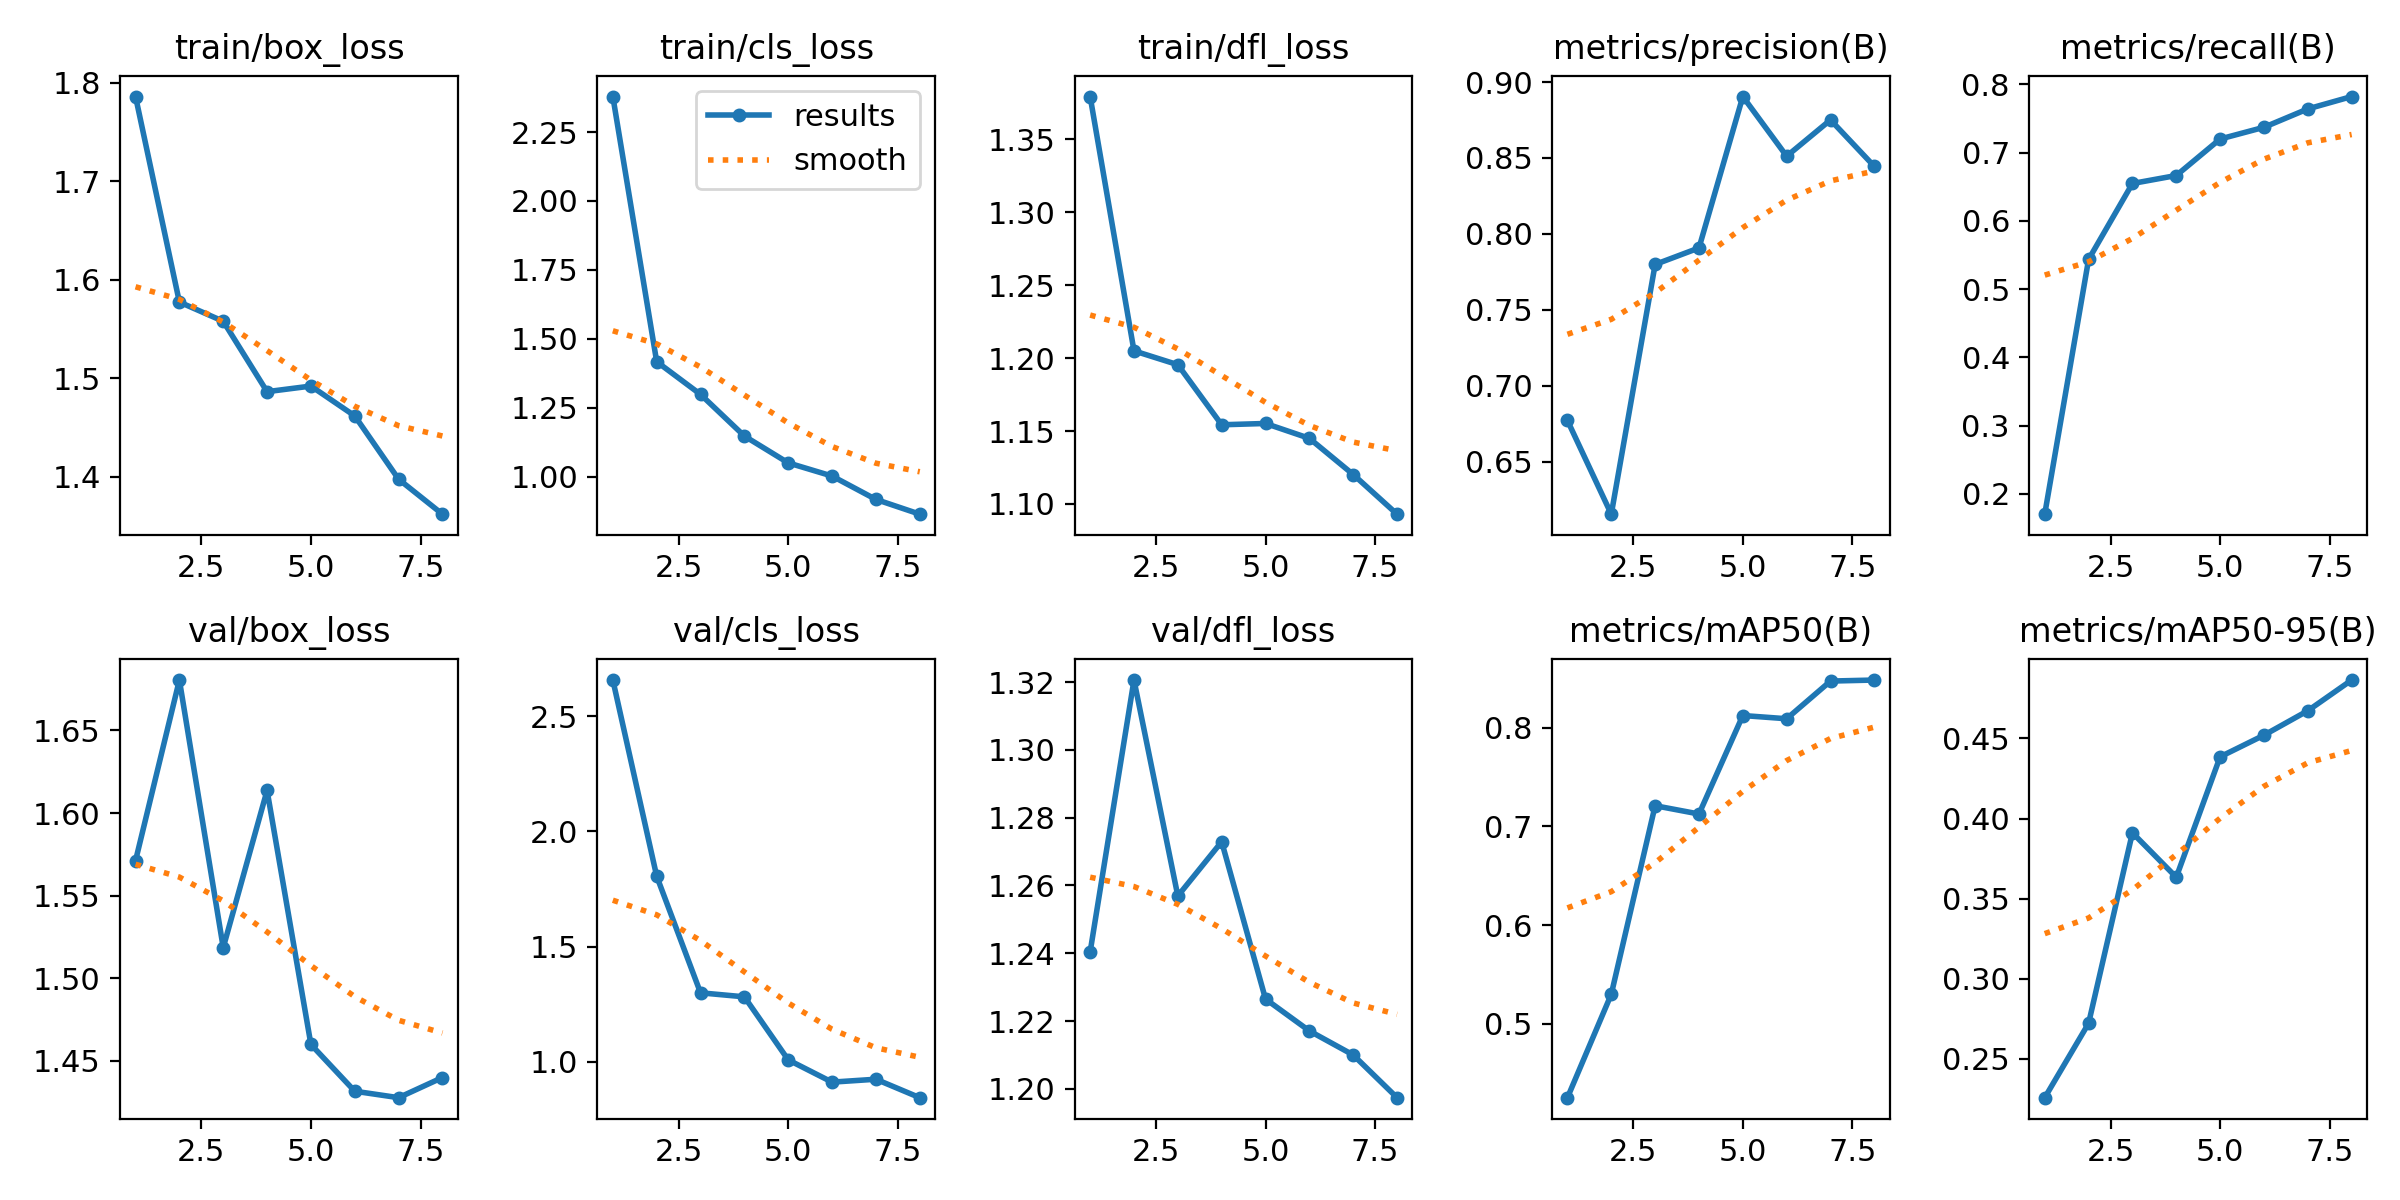 train/box_loss
1.8
1.7
1.6
1.5
1.4
2.5 5.0 7.5
train/cls_loss
results
smooth
2.25
2.00
1.75
1.50
1.25
1.00
2.5 5.0 7.5
train/dfl_loss
1.35
1.30
1.25
1.20
1.15
1.10
2.5 5.0 7.5
metrics/precision(B)
0.90
0.85
0.80
0.75
0.70
0.65
2.5 5.0 7.5
metrics/recall(B)
0.8
0.7
0.6
0.5
0.4
0.3
0.2
2.5 5.0 7.5
val/box_loss
1.65
1.60
1.55
1.50
1.45
2.5 5.0 7.5
val/cls_loss
2.5
2.0
1.5
1.0
2.5 5.0 7.5
val/dfl_loss
1.32
1.30
1.28
1.26
1.24
1.22
1.20
2.5 5.0 7.5
metrics/mAP50(B)
0.8
0.7
0.6
0.5
2.5 5.0 7.5
metrics/mAP50-95(B)
0.45
0.40
0.35
0.30
0.25
2.5 5.0 7.5